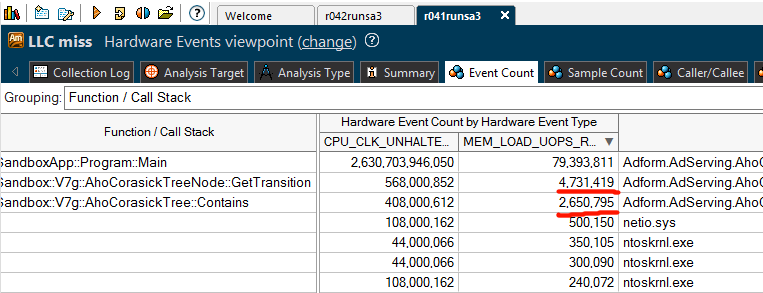 Welcome r042runsa3 r041runsa3
Am LLC miss Hardware Events viewpoint (change) ?
Collection Log Analysis Target Analysis Type Summary Event Count Sample Count Caller/Callee
Grouping: Function / Call Stack
Hardware Event Count by Hardware Event Type
Function / Call Stack
CPU_CLK_UNHALTE... MEM_LOAD_UOPS_R...
SandboxApp::Program::Main 2,630,703,946,050 79,393,811 Adform.AdServing.AhoC
Sandbox::V7g::AhoCorasickTreeNode::GetTransition 568,000,852 4,731,419 Adform.AdServing.AhoC
Sandbox::V7g::AhoCorasickTree::Contains 408,000,612 2,650,795 Adform.AdServing.AhoC
108,000,162 500,150 netio.sys
44,000,066 350,105 ntoskrnl.exe
44,000,066 300,090 ntoskrnl.exe
108,000,162 240,072 ntoskrnl.exe